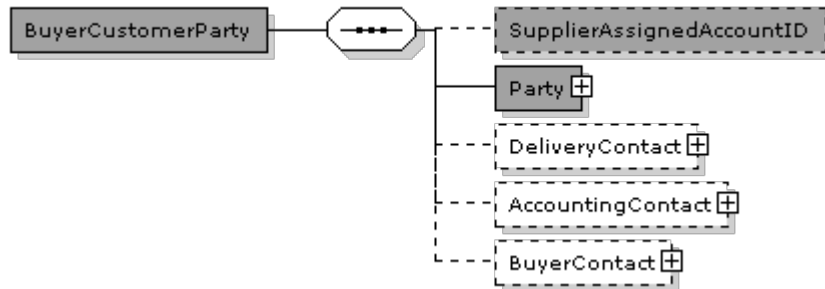 BuyerCustomerParty
SupplierAssignedAccountID
Party
DeliveryContact
AccountingContact
BuyerContact